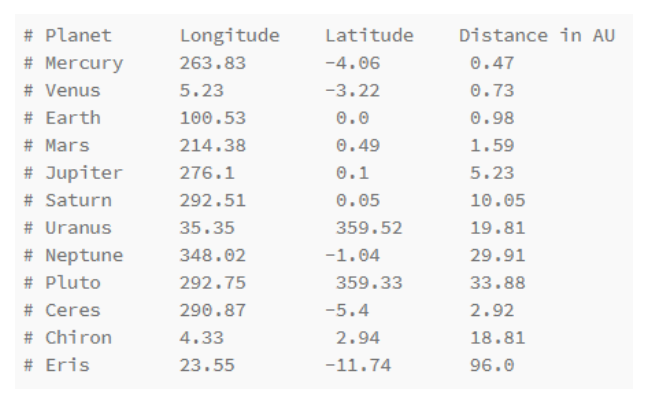 # Planet Longitude Latitude Distance in AU
# Mercury 263.83 -4.06 0.47
# Venus 5.23 -3.22 0.73
# Earth 100.53 0.0 0.98
# Mars 214.38 0.49 1.59
# Jupiter 276.1 0.1 5.23
# Saturn 292.51 0.05 10.05
# Uranus 35.35 359.52 19.81
# Neptune 348.02 -1.04 29.91
# Pluto 292.75 359.33 33.88
# Ceres 290.87 -5.4 2.92
# Chiron 4.33 2.94 18.81
# Eris 23.55 -11.74 96.0